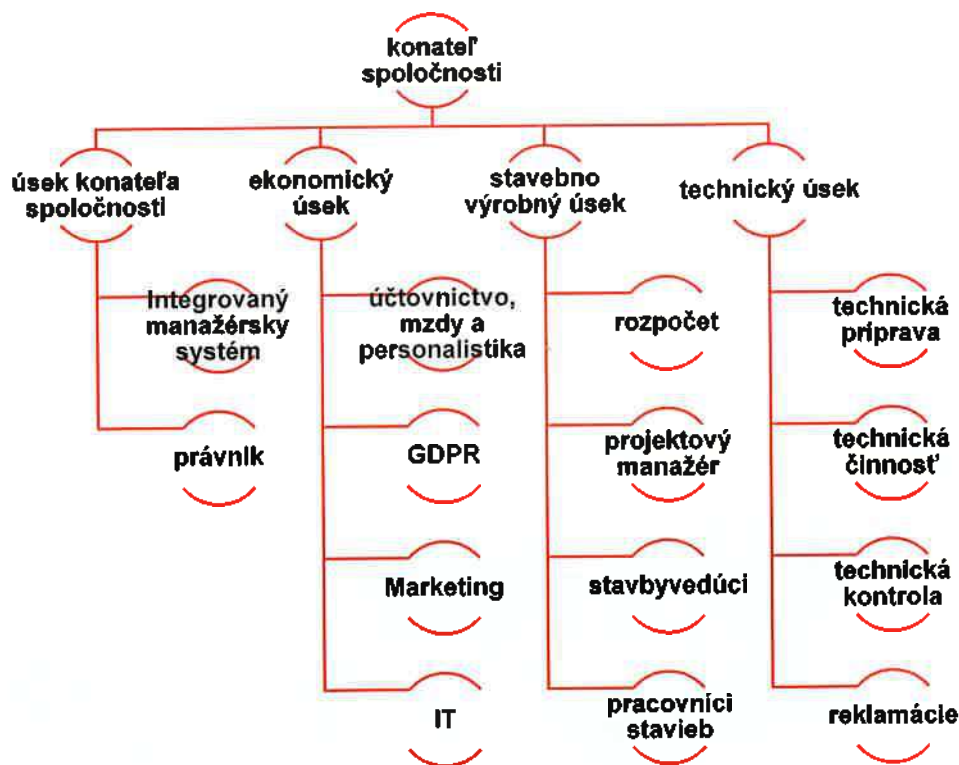 konateľ
spoločnosti
úsek konateľa
spoločnosti
ekonomický
úsek
stavebno
výrobný úsek
technický úsek
Integrovaný
manažérsky
systém
právnik
účtovníctvo,
mzdy a
personalistika
GDPR
Marketing
IT
rozpočet
projektový
manažér
stavbyvedúci
pracovníci
stavieb
technická
príprava
technická
činnosť
technická
kontrola
reklamácie